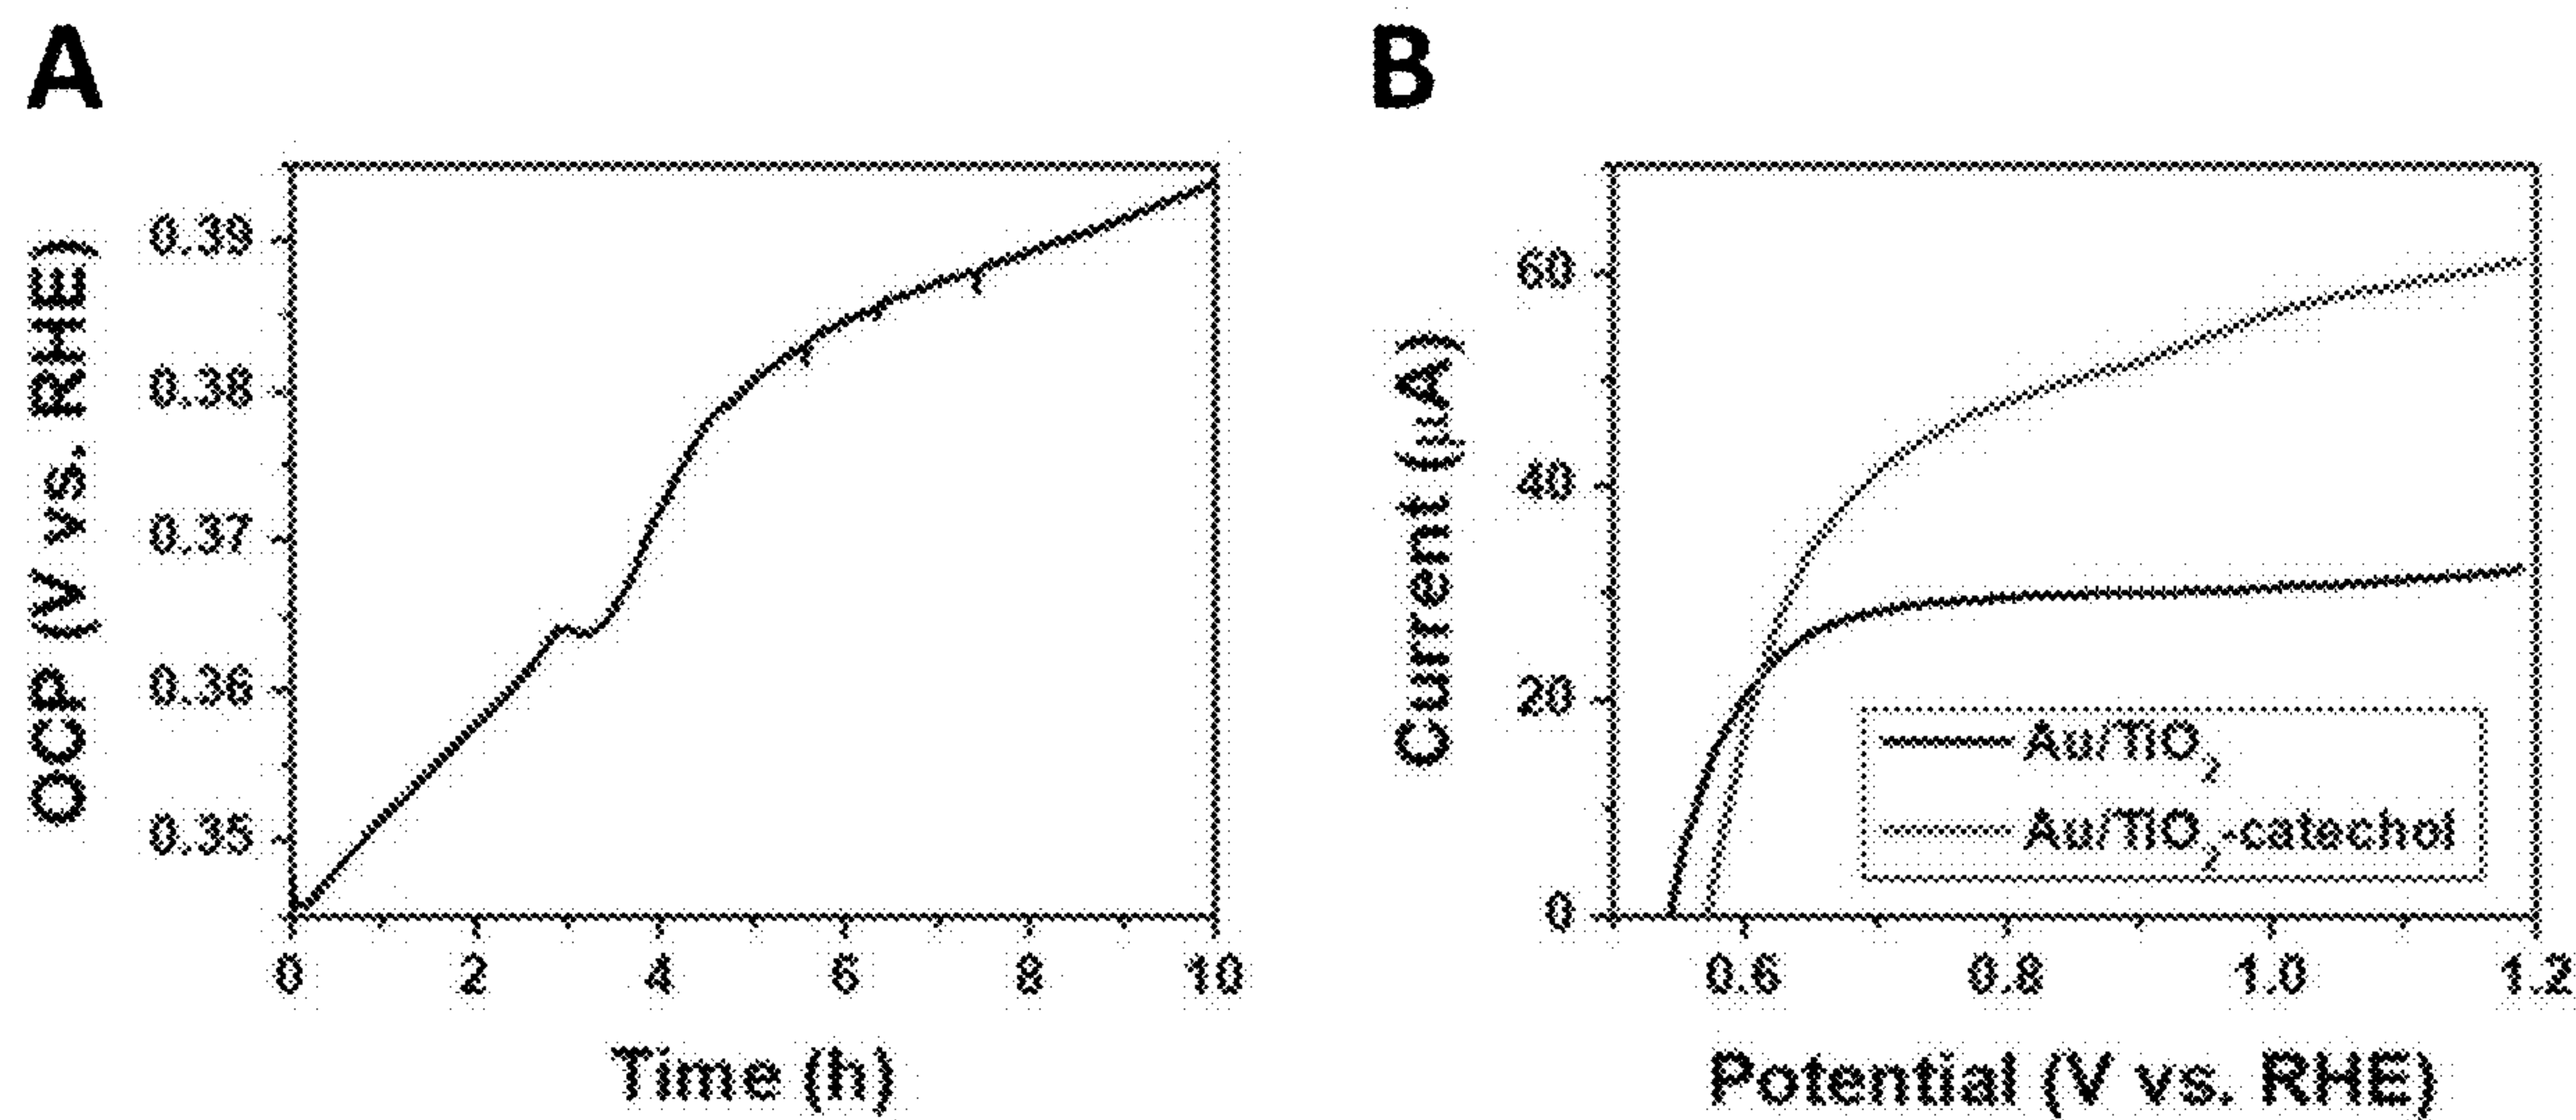 A
B
OCP (V vs. RHE)
0.39
0.38
0.37
0.36
0.35
0
2
4
6
8
10
Time (h)
Current (μA)
60
40
20
0
Au/TiO₂
Au/TiO₂-catechol
0.6
0.8
1.0
1.2
Potential (V vs. RHE)